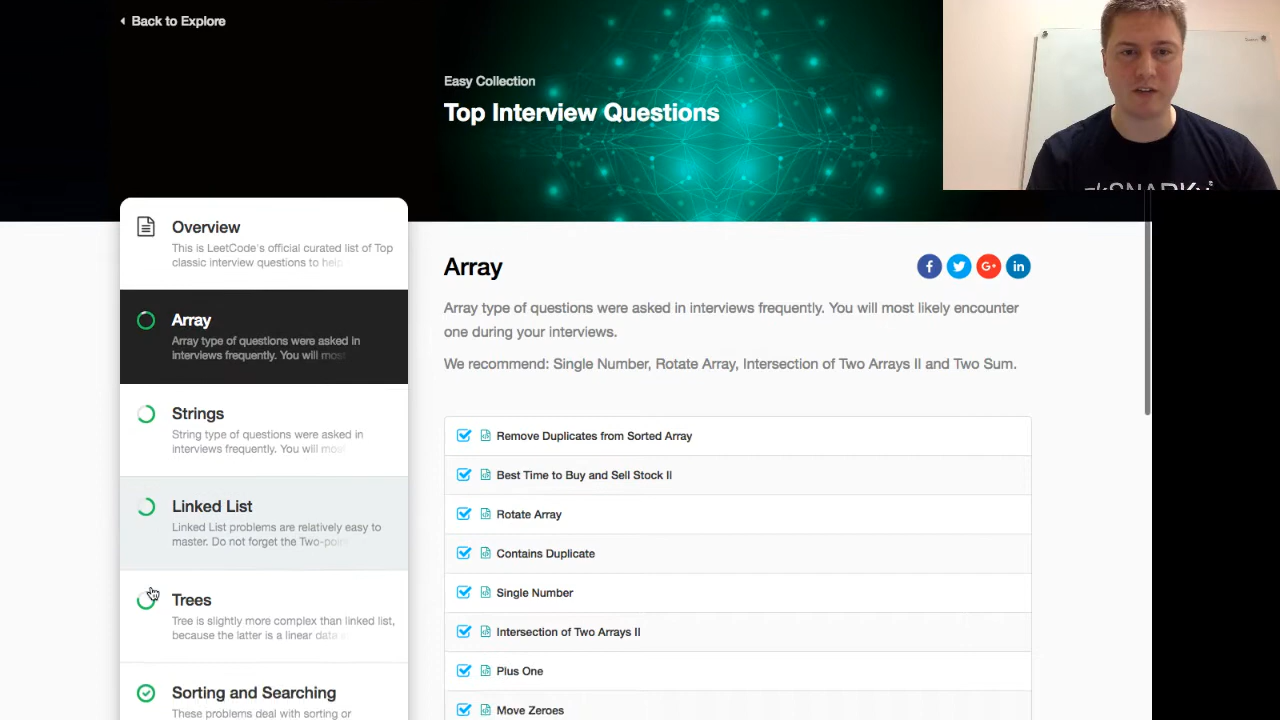 Back to Explore
Easy Collection
Top Interview Questions
Overview
This is LeetCode's official curated list of Top
classic interview questions to help
Array
Array type of questions were asked in
interviews frequently. You will most
Strings
String type of questions were asked in
interviews frequently. You will most
Linked List
Linked List problems are relatively easy to
master. Do not forget the Two-poin
Trees
Tree is slightly more complex than linked list,
because the latter is a linear data
Sorting and Searching
These problems deal with sorting or
Array
Array type of questions were asked in interviews frequently. You will most likely encounter
one during your interviews.
We recommend: Single Number, Rotate Array, Intersection of Two Arrays II and Two Sum.
Remove Duplicates from Sorted Array
Best Time to Buy and Sell Stock II
Rotate Array
Contains Duplicate
Single Number
Intersection of Two Arrays II
Plus One
Move Zeroes